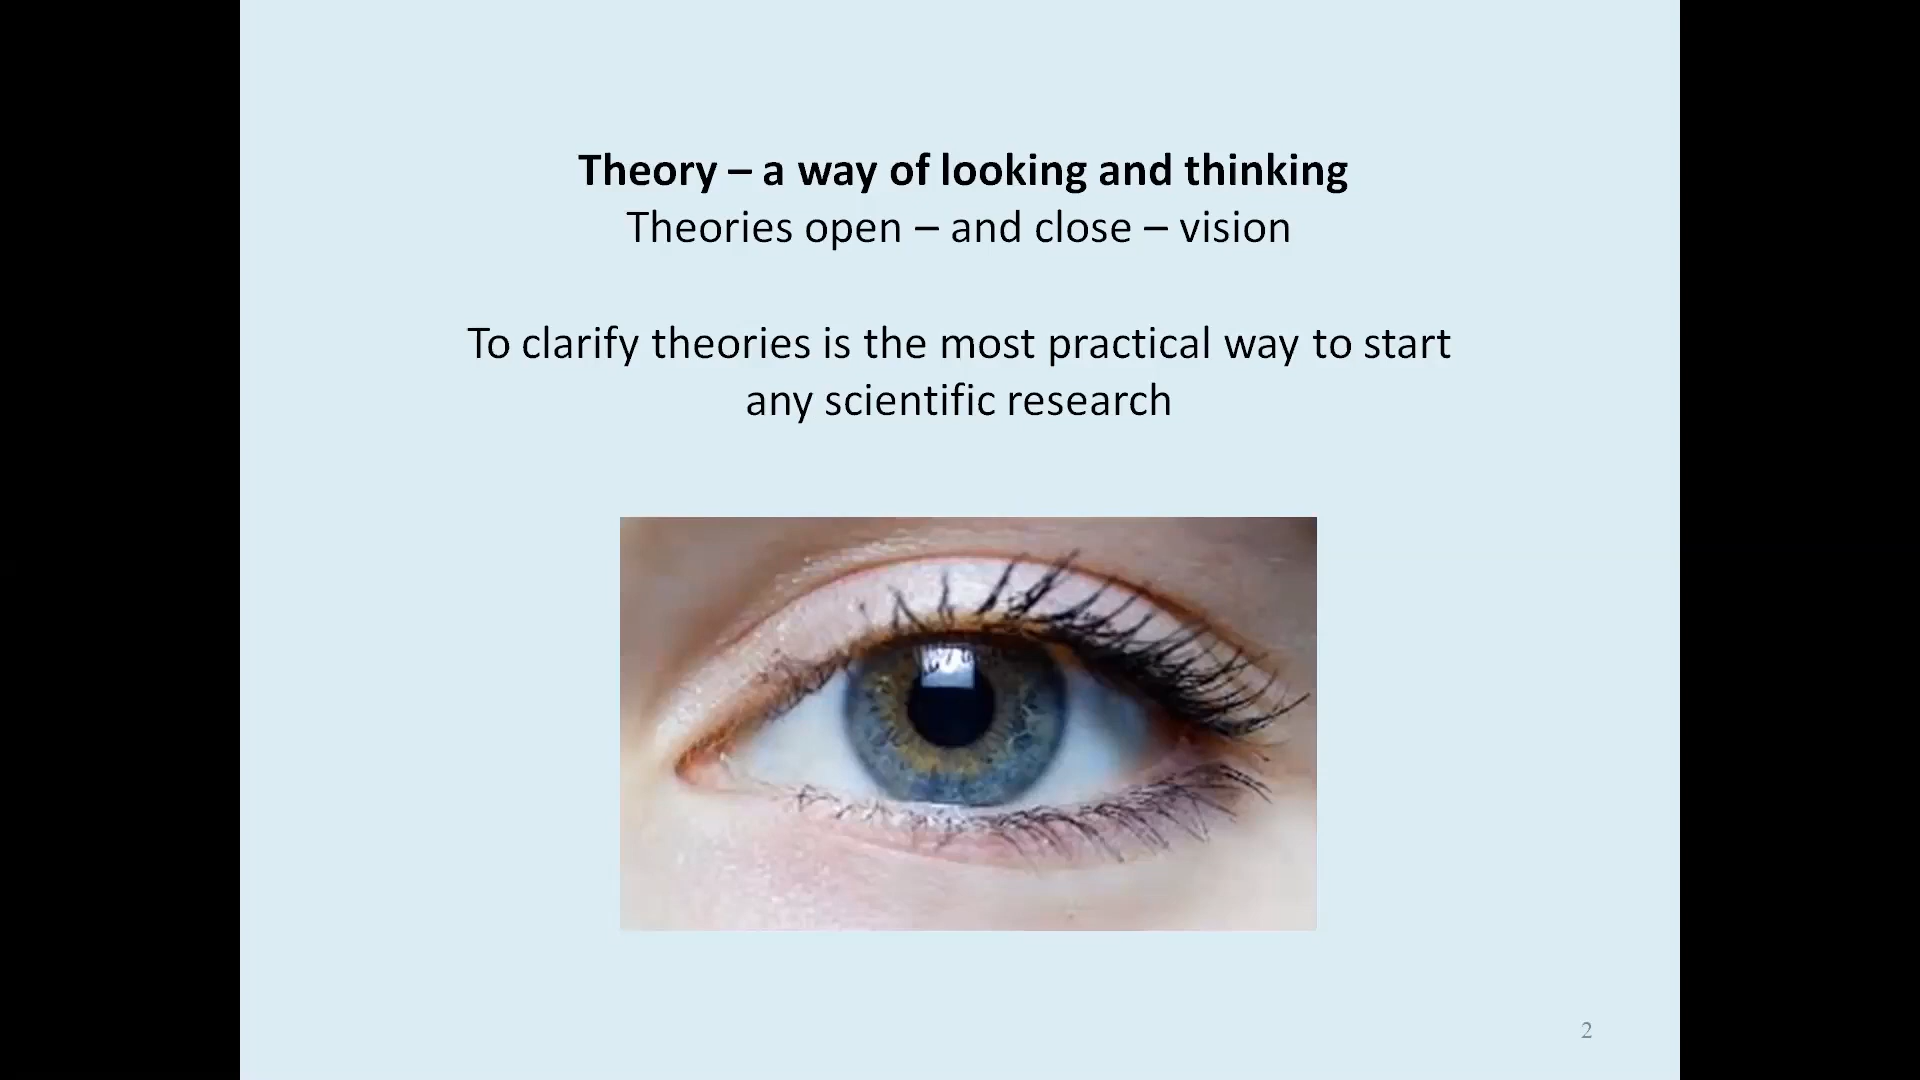 Theory – a way of looking and thinking
Theories open – and close – vision
To clarify theories is the most practical way to start
any scientific research
2